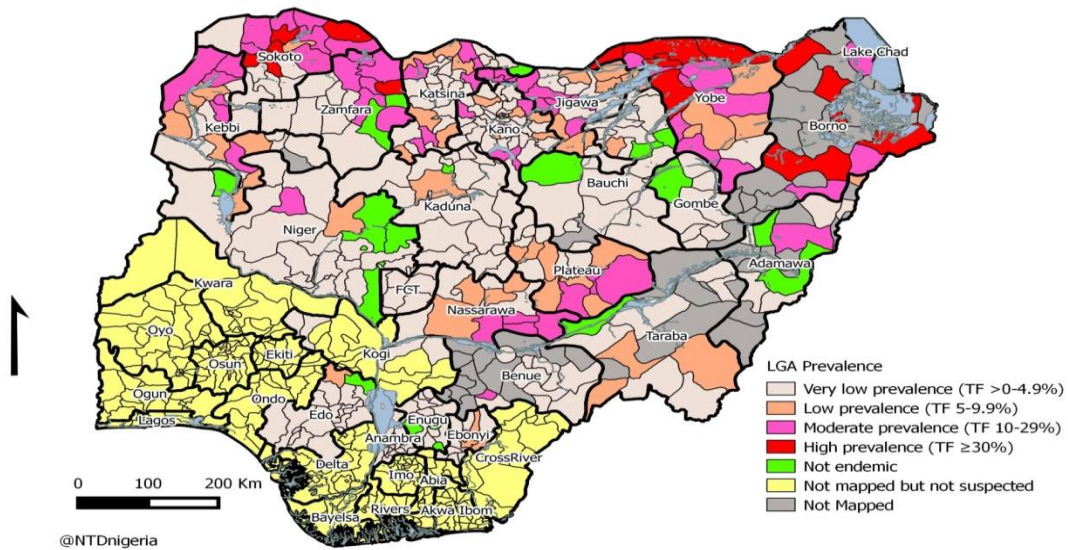 Lake Chad
Sokoto
Katsina
Jigawa
Yobe
Zamfara
Kano
Borno
Kebbi
Bauchi
Kaduna
Gombe
Niger
Plateau
Adamawa
FCT
Kwara
Nassarawa
Taraba
Oyo
Kogi
Osun
Ekiti
Benue
Ogun
Ondo
Edo
Enugu
Lagos
Anambra
Ebonyi
CrossRiver
Delta
Imo
Abia
Bayelsa
Rivers
Akwa Ibom
LGA Prevalence
Very low prevalence (TF >0-4.9%)
Low prevalence (TF 5-9.9%)
Moderate prevalence (TF 10-29%)
High prevalence (TF ≥30%)
Not endemic
Not mapped but not suspected
Not Mapped
0 100 200 Km
@NTDnigeria